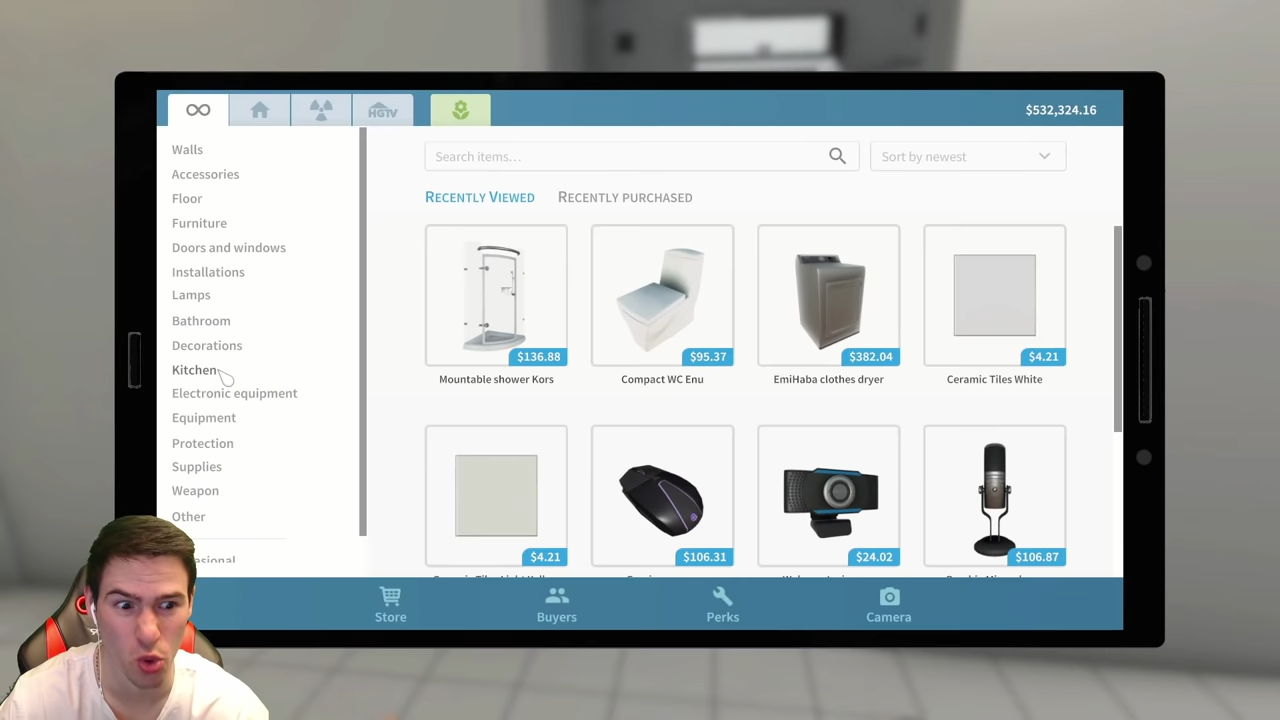 HGTV
$532,324.16
Walls
Accessories
Floor
Furniture
Doors and windows
Installations
Lamps
Bathroom
Decorations
Kitchen
Electronic equipment
Equipment
Protection
Supplies
Weapon
Other
Search items...
Sort by newest
RECENTLY VIEWED RECENTLY PURCHASED
$136.88 $95.37 $382.04 $4.21
Mountable shower Kors Compact WC Enu EmiHaba clothes dryer Ceramic Tiles White
$4.21 $106.31 $24.02 $106.87
Store Buyers Perks Camera